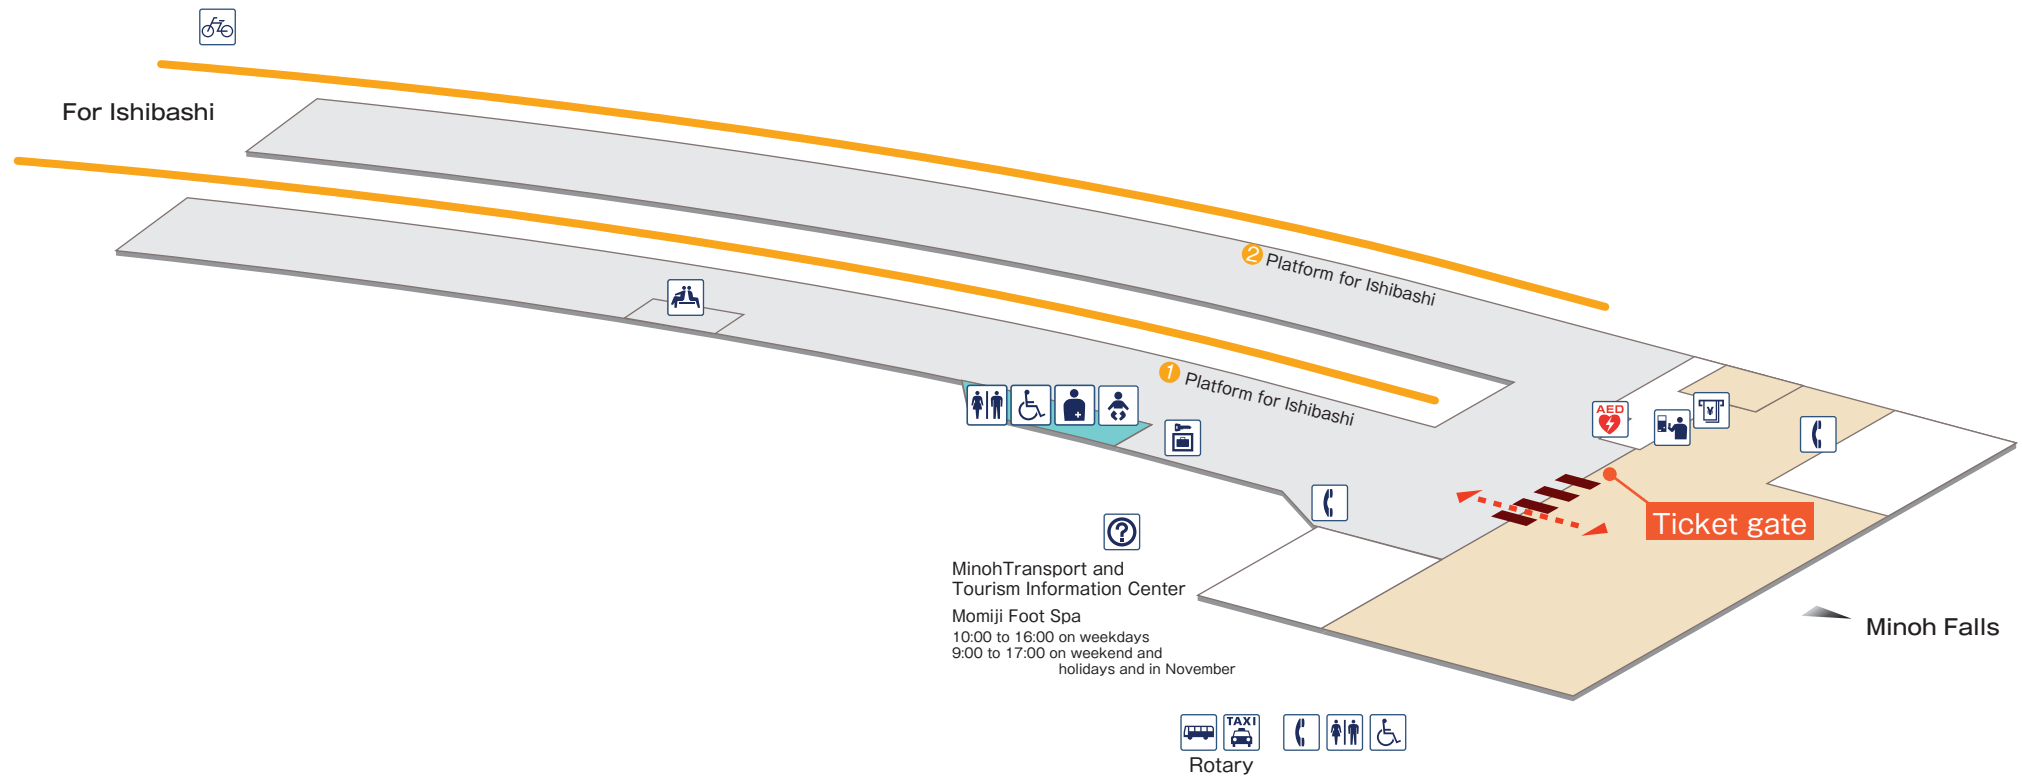 For Ishibashi
2 Platform for Ishibashi
1 Platform for Ishibashi
AED
¥
Ticket gate
?
MinohTransport and
Tourism Information Center
Momiji Foot Spa
10:00 to 16:00 on weekdays
9:00 to 17:00 on weekend and
holidays and in November
Minoh Falls
TAXI
Rotary